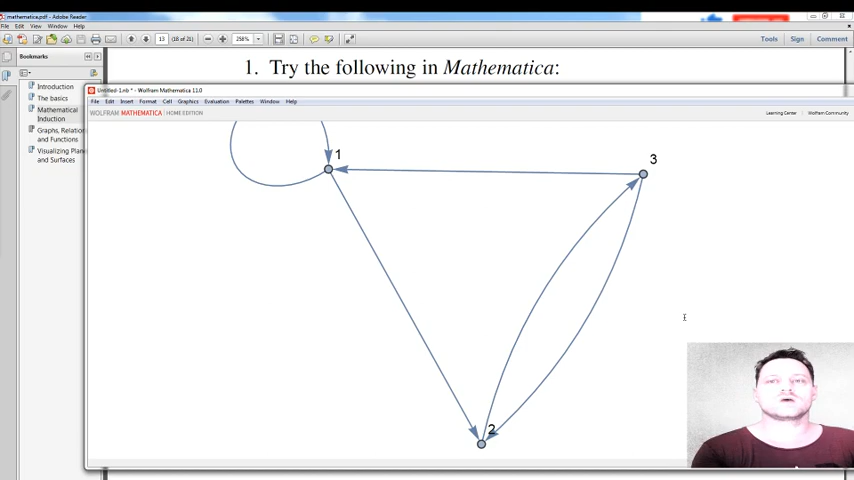 mathematica.pdf - Adobe Reader
File Edit View Window Help
13 (18 of 21) 258%
Tools Sign Comment
Bookmarks
Introduction
The basics
Mathematical
Induction
Graphs, Relations
and Functions
Visualizing Planes
and Surfaces
1. Try the following in Mathematica:
Untitled-1.nb * - Wolfram Mathematica 11.0
File Edit Insert Format Cell Graphics Evaluation Palettes Window Help
WOLFRAM MATHEMATICA | HOME EDITION
Learning Center Wolfram Community
1
3
2